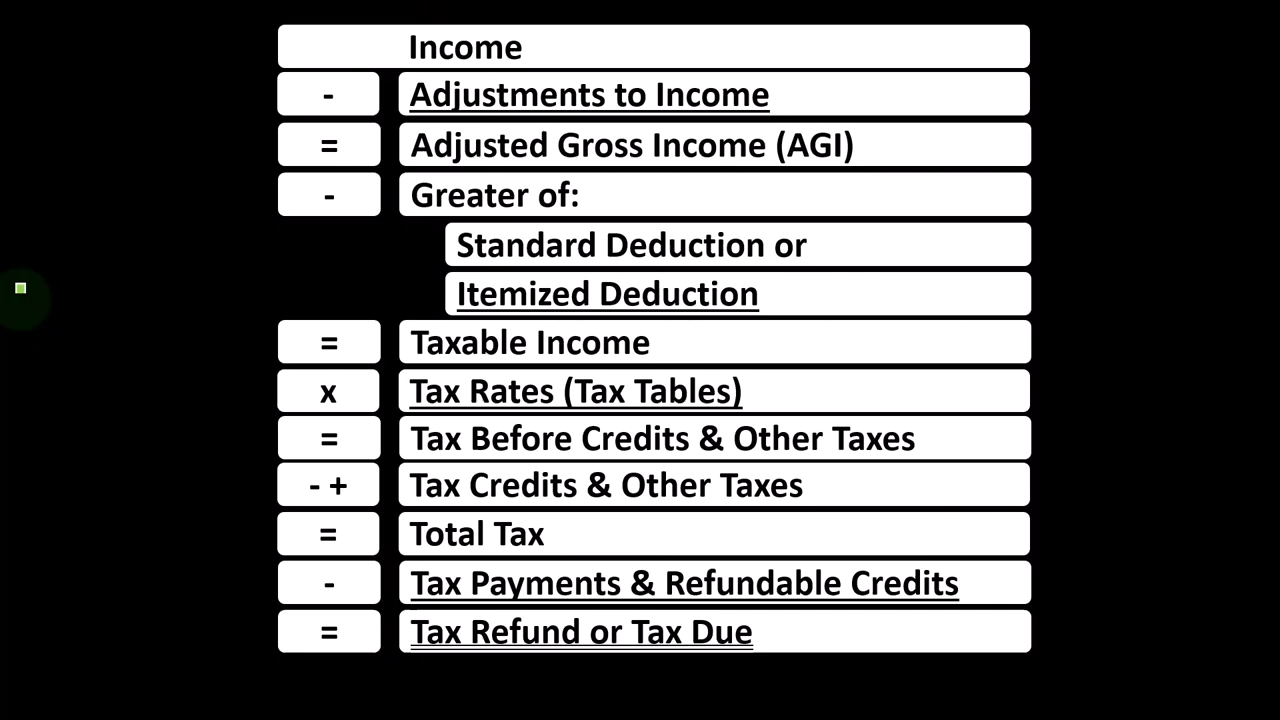 Income
- Adjustments to Income
= Adjusted Gross Income (AGI)
- Greater of:
Standard Deduction or
Itemized Deduction
= Taxable Income
x Tax Rates (Tax Tables)
= Tax Before Credits & Other Taxes
- + Tax Credits & Other Taxes
= Total Tax
- Tax Payments & Refundable Credits
= Tax Refund or Tax Due